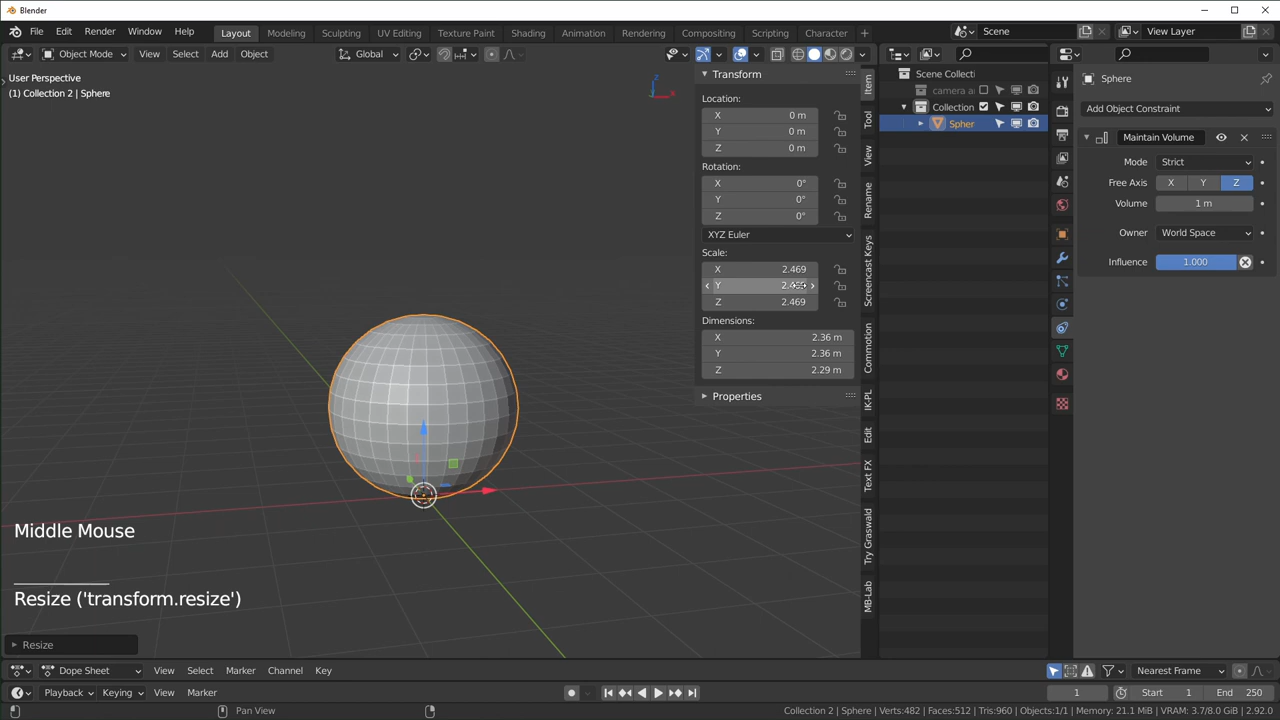 Blender
File Edit Render Window Help Layout Modeling Sculpting UV Editing Texture Paint Shading Animation Rendering Compositing Scripting Character Scene View Layer
Object Mode View Select Add Object Global
User Perspective
(1) Collection 2 | Sphere
Transform
Location:
X 0 m
Y 0 m
Z 0 m
Rotation:
X 0°
Y 0°
Z 0°
XYZ Euler
Scale:
X 2.469
Y
Z 2.469
Dimensions:
X 2.36 m
Y 2.36 m
Z 2.29 m
Properties
Item
Tool
View
Rename
Screencast Keys
Commotion
IK-PL
Edit
Text FX
Try Graswald
MB-Lab
Scene Collecti
camera a
Collection
Spher
Sphere
Add Object Constraint
Maintain Volume
Mode Strict
Free Axis X Y Z
Volume 1 m
Owner World Space
Influence 1.000
Middle Mouse
Resize ('transform.resize')
Resize
Dope Sheet View Select Marker Channel Key Nearest Frame
Playback Keying View Marker 1 Start 1 End 250
Pan View Collection 2 | Sphere | Verts:482 | Faces:512 | Tris:960 | Objects:1/1 | Memory: 21.1 MiB | VRAM: 3.7/8.0 GiB | 2.92.0